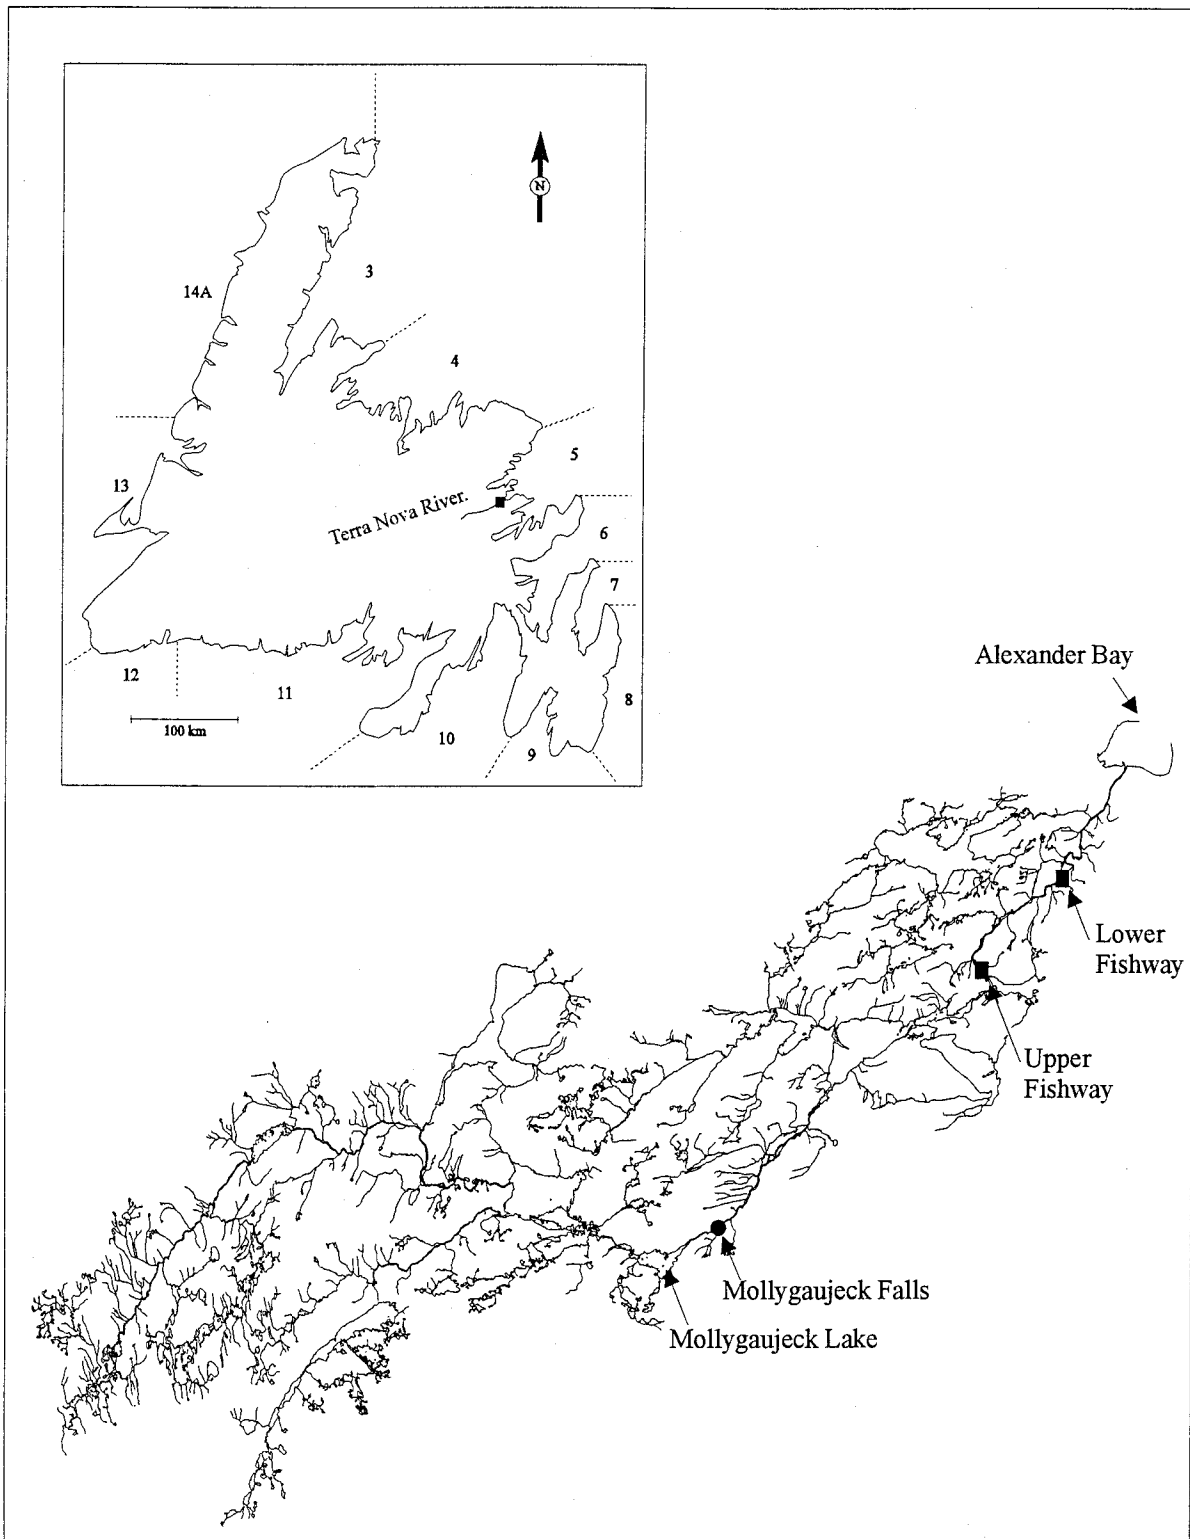 N
3
14A
4
5
13
Terra Nova River.
6
7
12
11
8
100 km
10
9
Alexander Bay
Lower
Fishway
Upper
Fishway
Mollygaujeck Falls
Mollygaujeck Lake